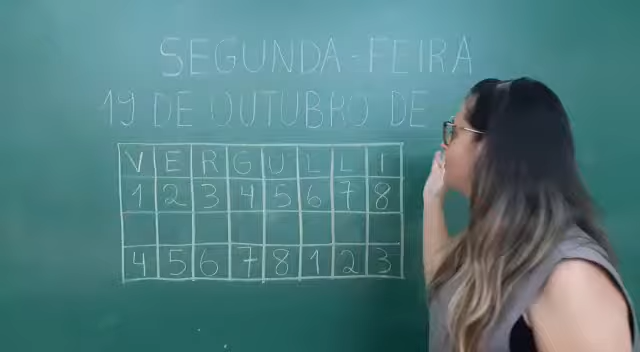 SEGUNDA-FEIRA
19 DE OUTUBRO DE
V E R G U L L I
1 2 3 4 5 6 7 8
4 5 6 7 8 1 2 3